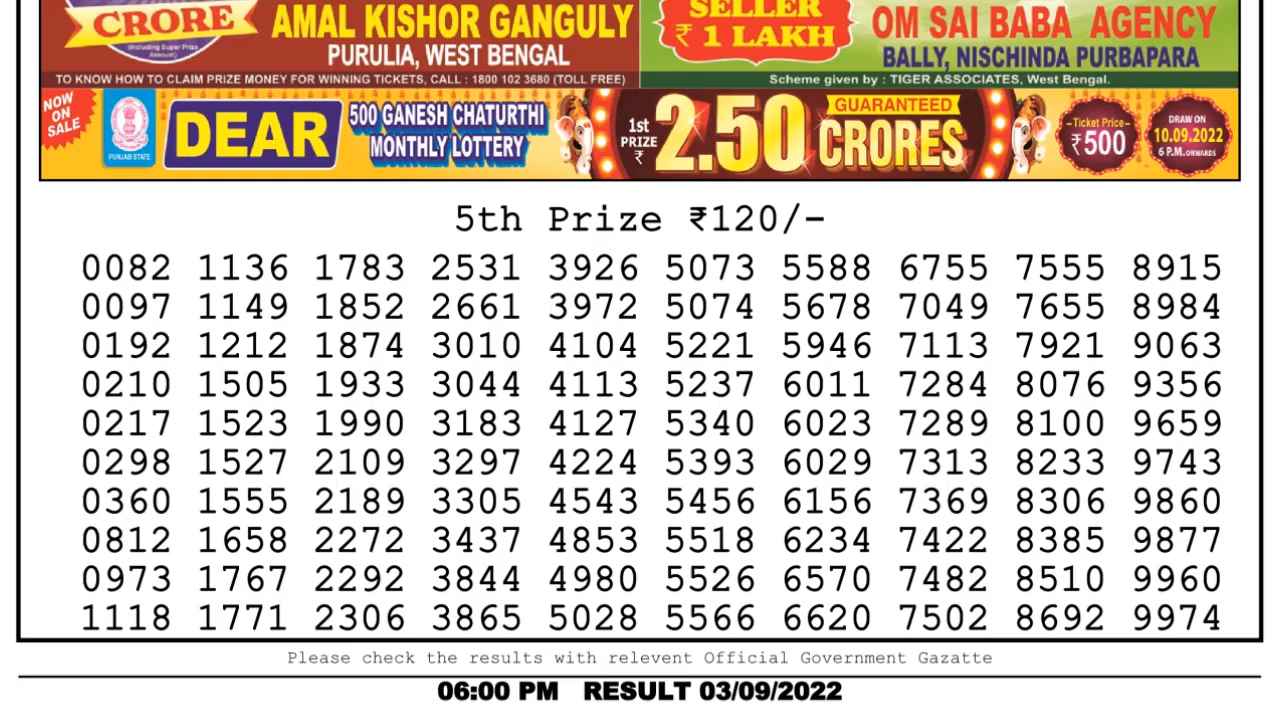 CRORE
(Including Super Prize Amount)
AMAL KISHOR GANGULY
PURULIA, WEST BENGAL
SELLER
₹ 1 LAKH
OM SAI BABA AGENCY
BALLY, NISCHINDA PURBAPARA
TO KNOW HOW TO CLAIM PRIZE MONEY FOR WINNING TICKETS, CALL : 1800 102 3680 (TOLL FREE)
Scheme given by : TIGER ASSOCIATES, West Bengal.
NOW
ON
SALE
PUNJAB STATE
DEAR
500 GANESH CHATURTHI
MONTHLY LOTTERY
1st
PRIZE
₹
2.50
GUARANTEED
CRORES
Ticket Price
₹500
DRAW ON
10.09.2022
6 P.M. ONWARDS
5th Prize ₹120/-
0082 1136 1783 2531 3926 5073 5588 6755 7555 8915
0097 1149 1852 2661 3972 5074 5678 7049 7655 8984
0192 1212 1874 3010 4104 5221 5946 7113 7921 9063
0210 1505 1933 3044 4113 5237 6011 7284 8076 9356
0217 1523 1990 3183 4127 5340 6023 7289 8100 9659
0298 1527 2109 3297 4224 5393 6029 7313 8233 9743
0360 1555 2189 3305 4543 5456 6156 7369 8306 9860
0812 1658 2272 3437 4853 5518 6234 7422 8385 9877
0973 1767 2292 3844 4980 5526 6570 7482 8510 9960
1118 1771 2306 3865 5028 5566 6620 7502 8692 9974
Please check the results with relevent Official Government Gazatte
06:00 PM RESULT 03/09/2022